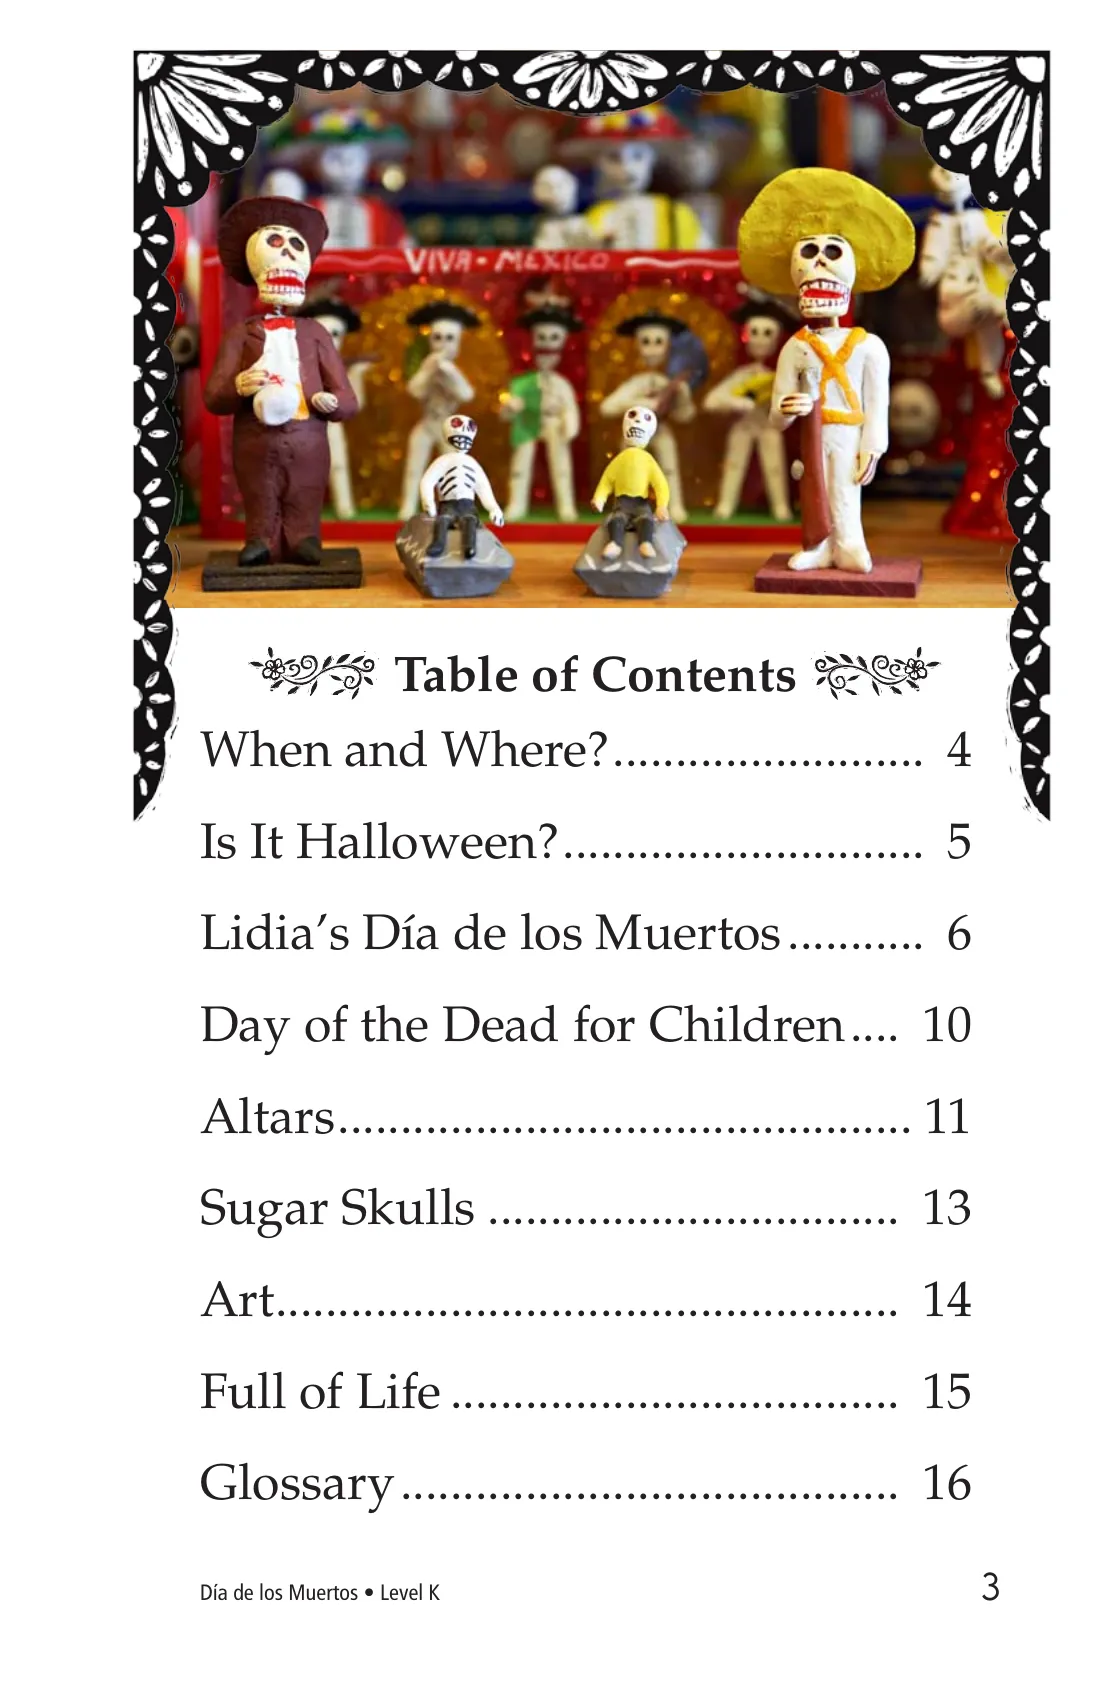 VIVA • MEXICO
Table of Contents
When and Where?......................... 4
Is It Halloween?............................. 5
Lidia’s Día de los Muertos........... 6
Day of the Dead for Children.... 10
Altars.............................................. 11
Sugar Skulls ................................. 13
Art.................................................. 14
Full of Life .................................... 15
Glossary........................................ 16
Día de los Muertos • Level K
3